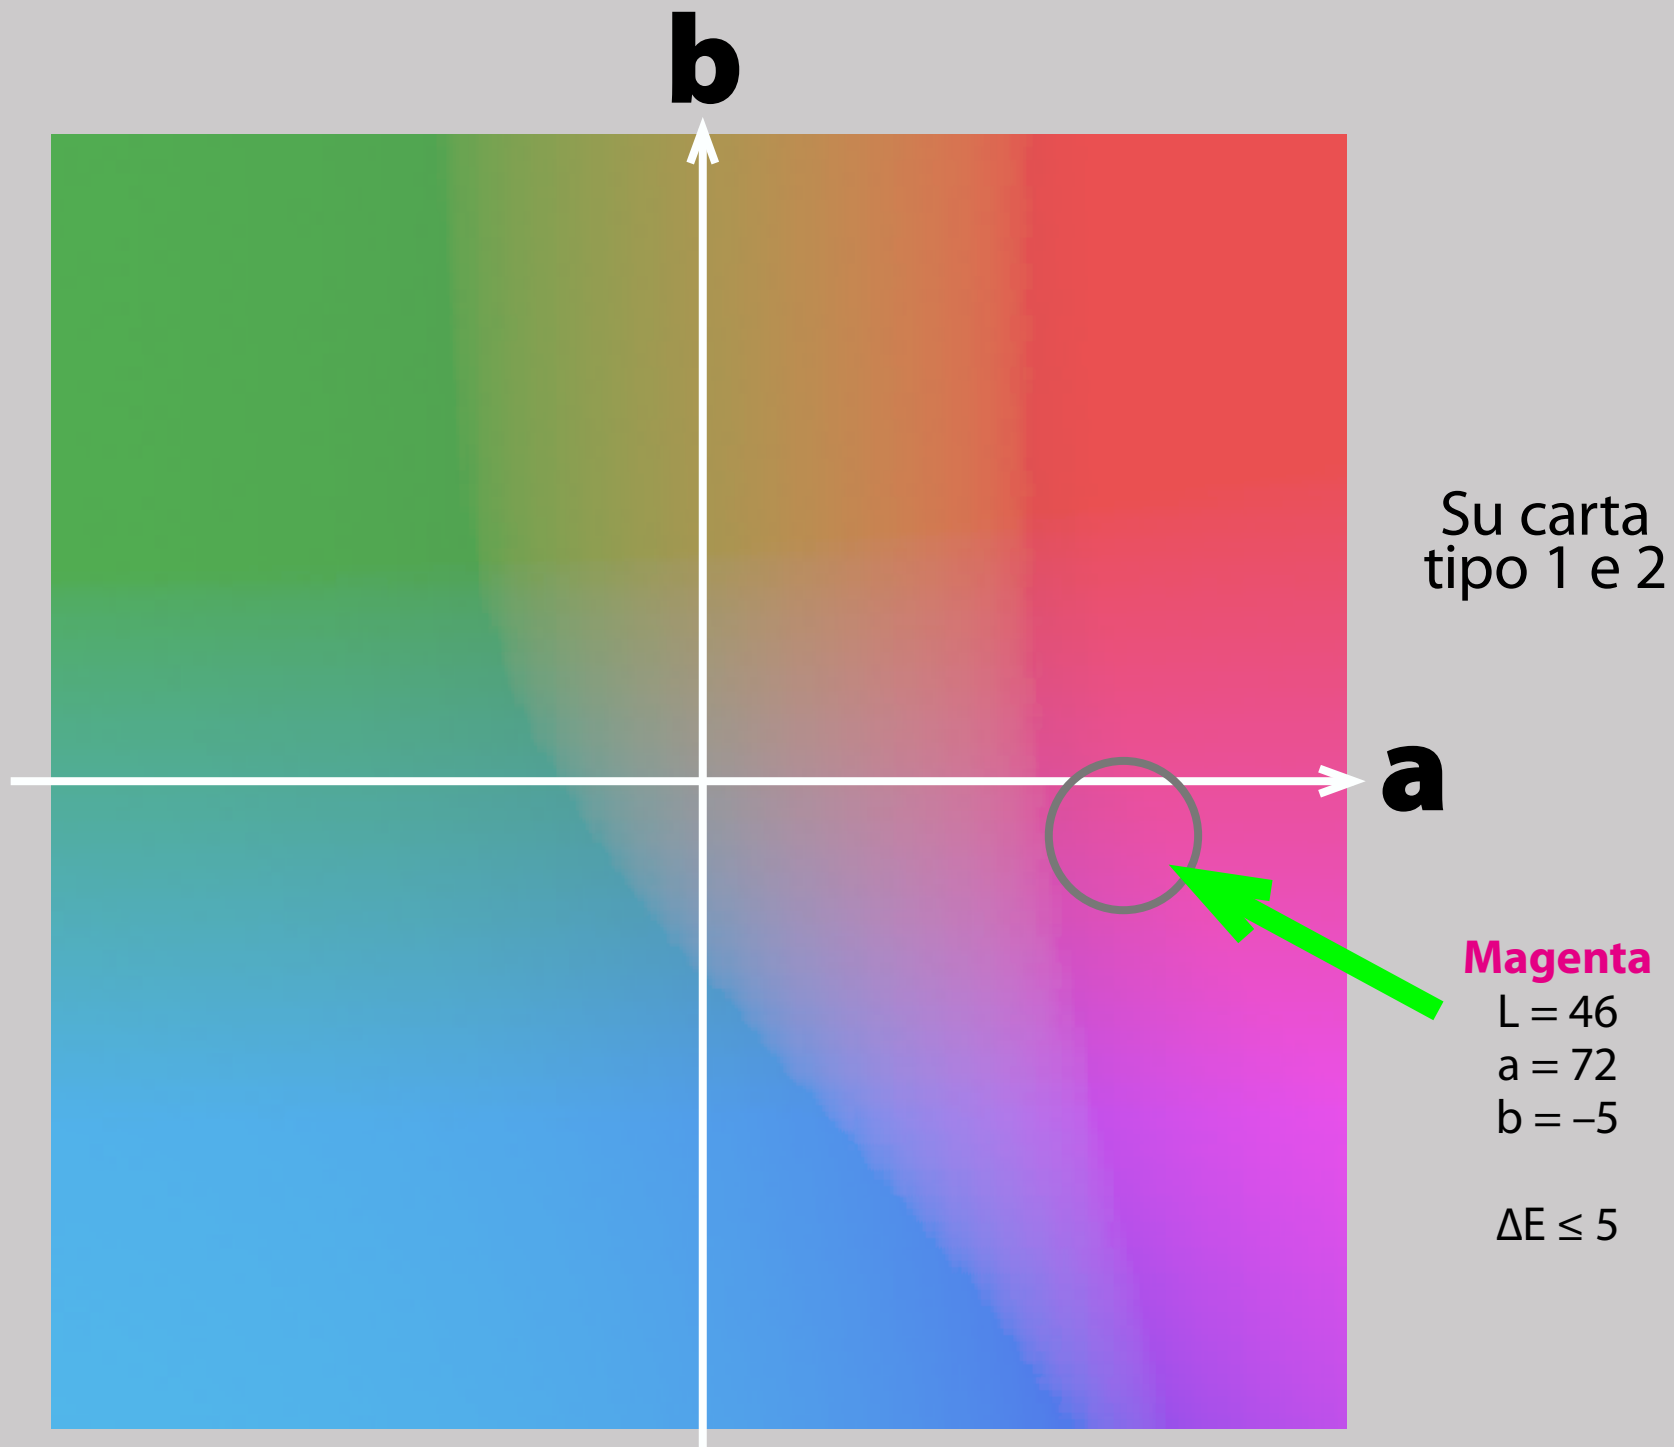 b
Su carta
tipo 1 e 2
a
Magenta
L = 46
a = 72
b = –5
ΔE ≤ 5